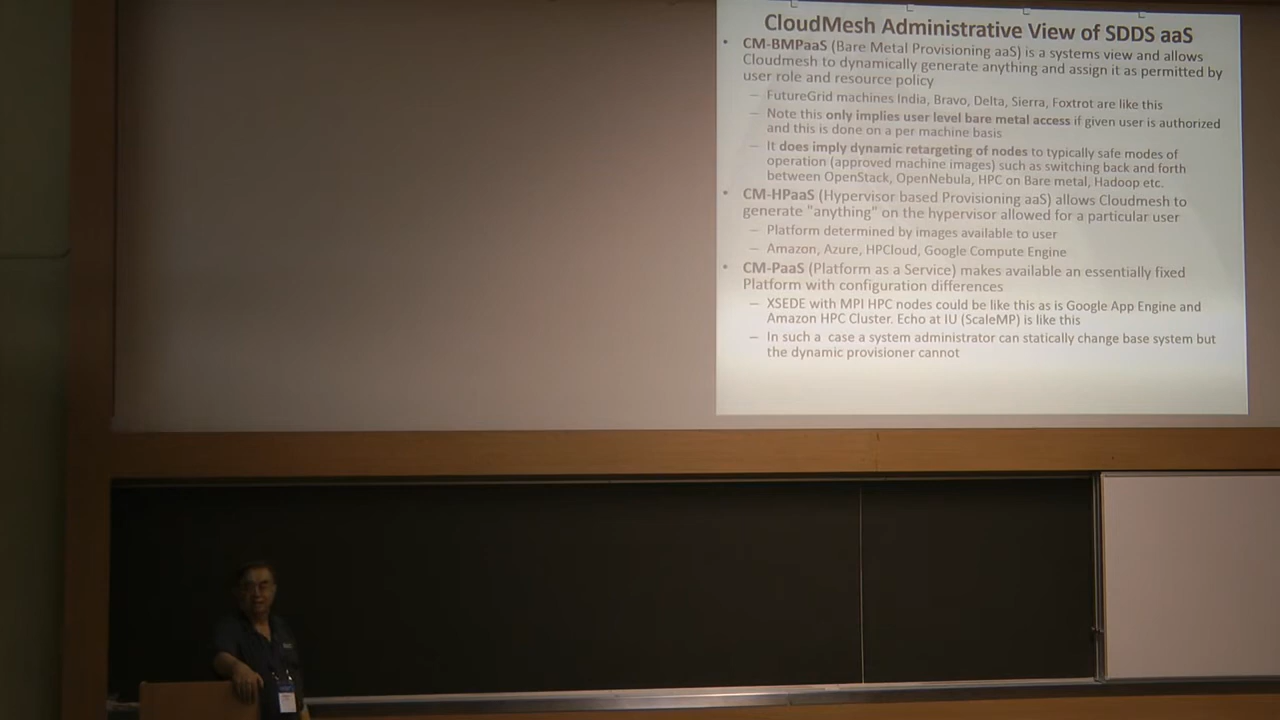 CloudMesh Administrative View of SDDS aaS
• CM-BMPaaS (Bare Metal Provisioning aaS) is a systems view and allows
Cloudmesh to dynamically generate anything and assign it as permitted by
user role and resource policy
– FutureGrid machines India, Bravo, Delta, Sierra, Foxtrot are like this
– Note this only implies user level bare metal access if given user is authorized
and this is done on a per machine basis
– It does imply dynamic retargeting of nodes to typically safe modes of
operation (approved machine images) such as switching back and forth
between OpenStack, OpenNebula, HPC on Bare metal, Hadoop etc.
• CM-HPaaS (Hypervisor based Provisioning aaS) allows Cloudmesh to
generate "anything" on the hypervisor allowed for a particular user
– Platform determined by images available to user
– Amazon, Azure, HPCloud, Google Compute Engine
• CM-PaaS (Platform as a Service) makes available an essentially fixed
Platform with configuration differences
– XSEDE with MPI HPC nodes could be like this as is Google App Engine and
Amazon HPC Cluster. Echo at IU (ScaleMP) is like this
– In such a case a system administrator can statically change base system but
the dynamic provisioner cannot